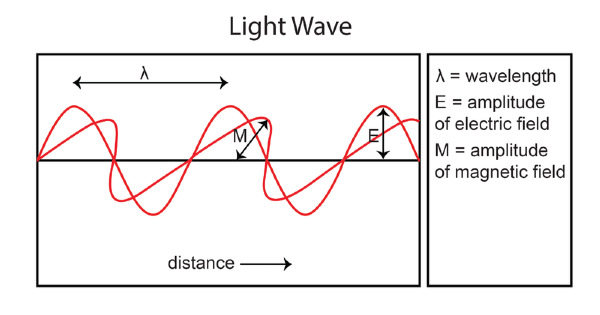 Light Wave
λ
M
E
distance
λ = wavelength
E = amplitude
of electric field
M = amplitude
of magnetic field